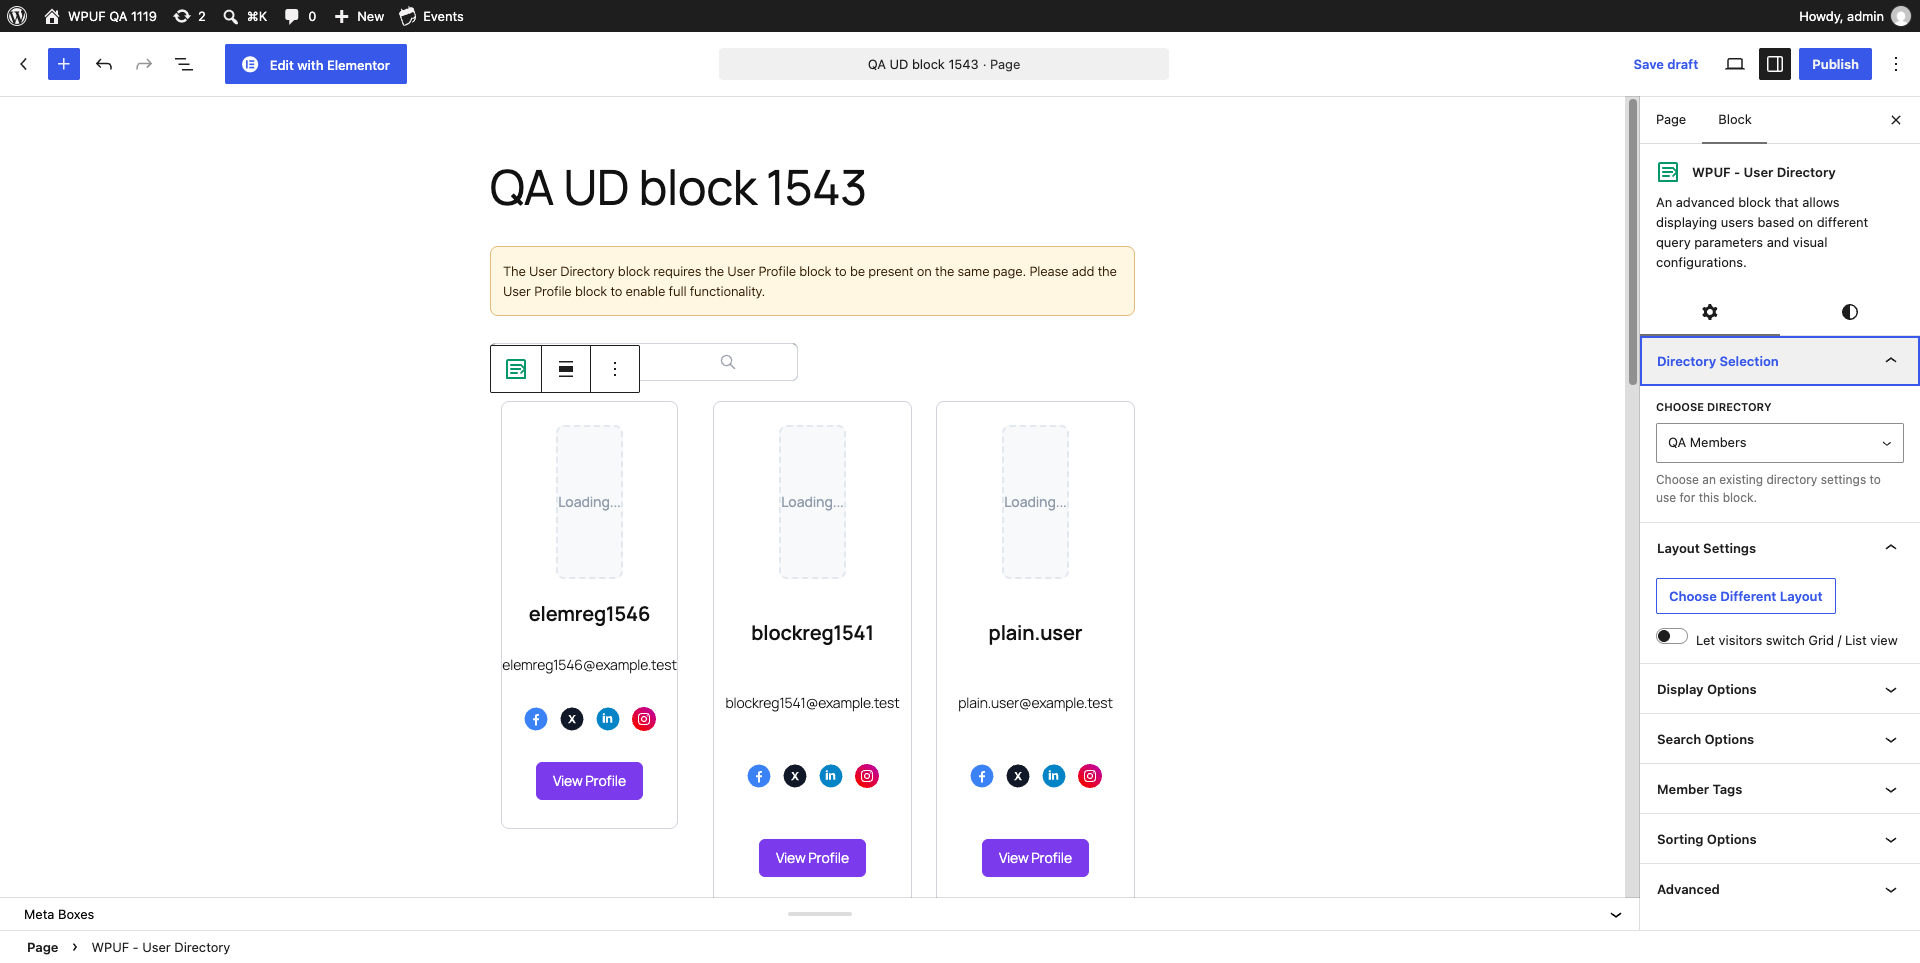 WPUF QA 1119
2
⌘K
0
New
Events
Howdy, admin
Edit with Elementor
QA UD block 1543 · Page
Save draft
Publish
QA UD block 1543
The User Directory block requires the User Profile block to be present on the same page. Please add the
User Profile block to enable full functionality.
Loading...
Loading...
Loading...
elemreg1546
blockreg1541
plain.user
elemreg1546@example.test
blockreg1541@example.test
plain.user@example.test
View Profile
View Profile
View Profile
Page
Block
WPUF - User Directory
An advanced block that allows
displaying users based on different
query parameters and visual
configurations.
Directory Selection
CHOOSE DIRECTORY
QA Members
Choose an existing directory settings to
use for this block.
Layout Settings
Choose Different Layout
Let visitors switch Grid / List view
Display Options
Search Options
Member Tags
Sorting Options
Advanced
Meta Boxes
Page › WPUF - User Directory